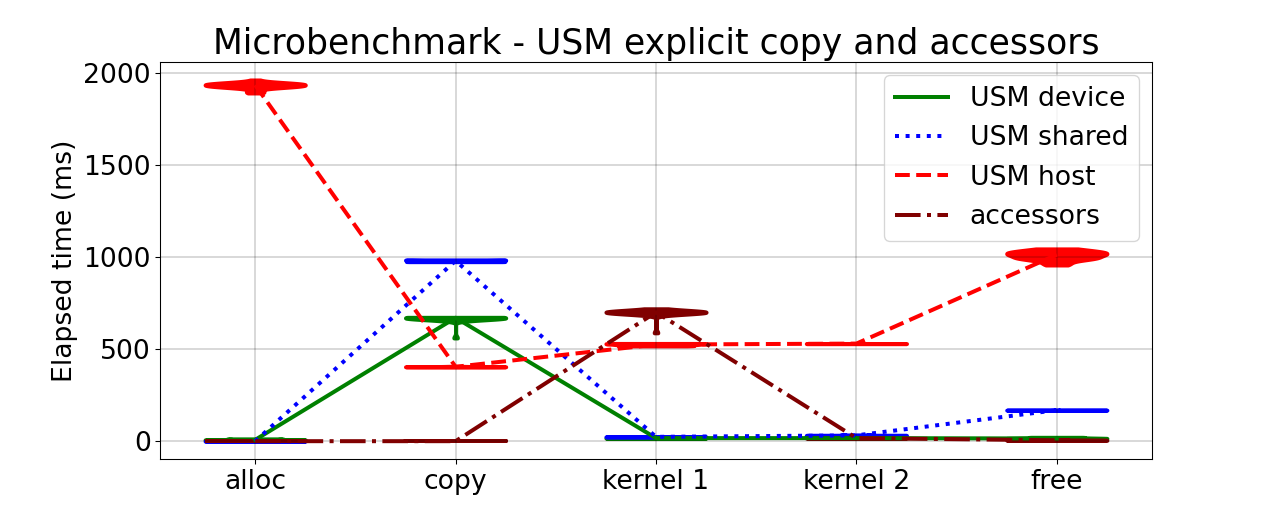 Microbenchmark - USM explicit copy and accessors
Elapsed time (ms)
2000
1500
1000
500
0
USM device
USM shared
USM host
accessors
alloc
copy
kernel 1
kernel 2
free